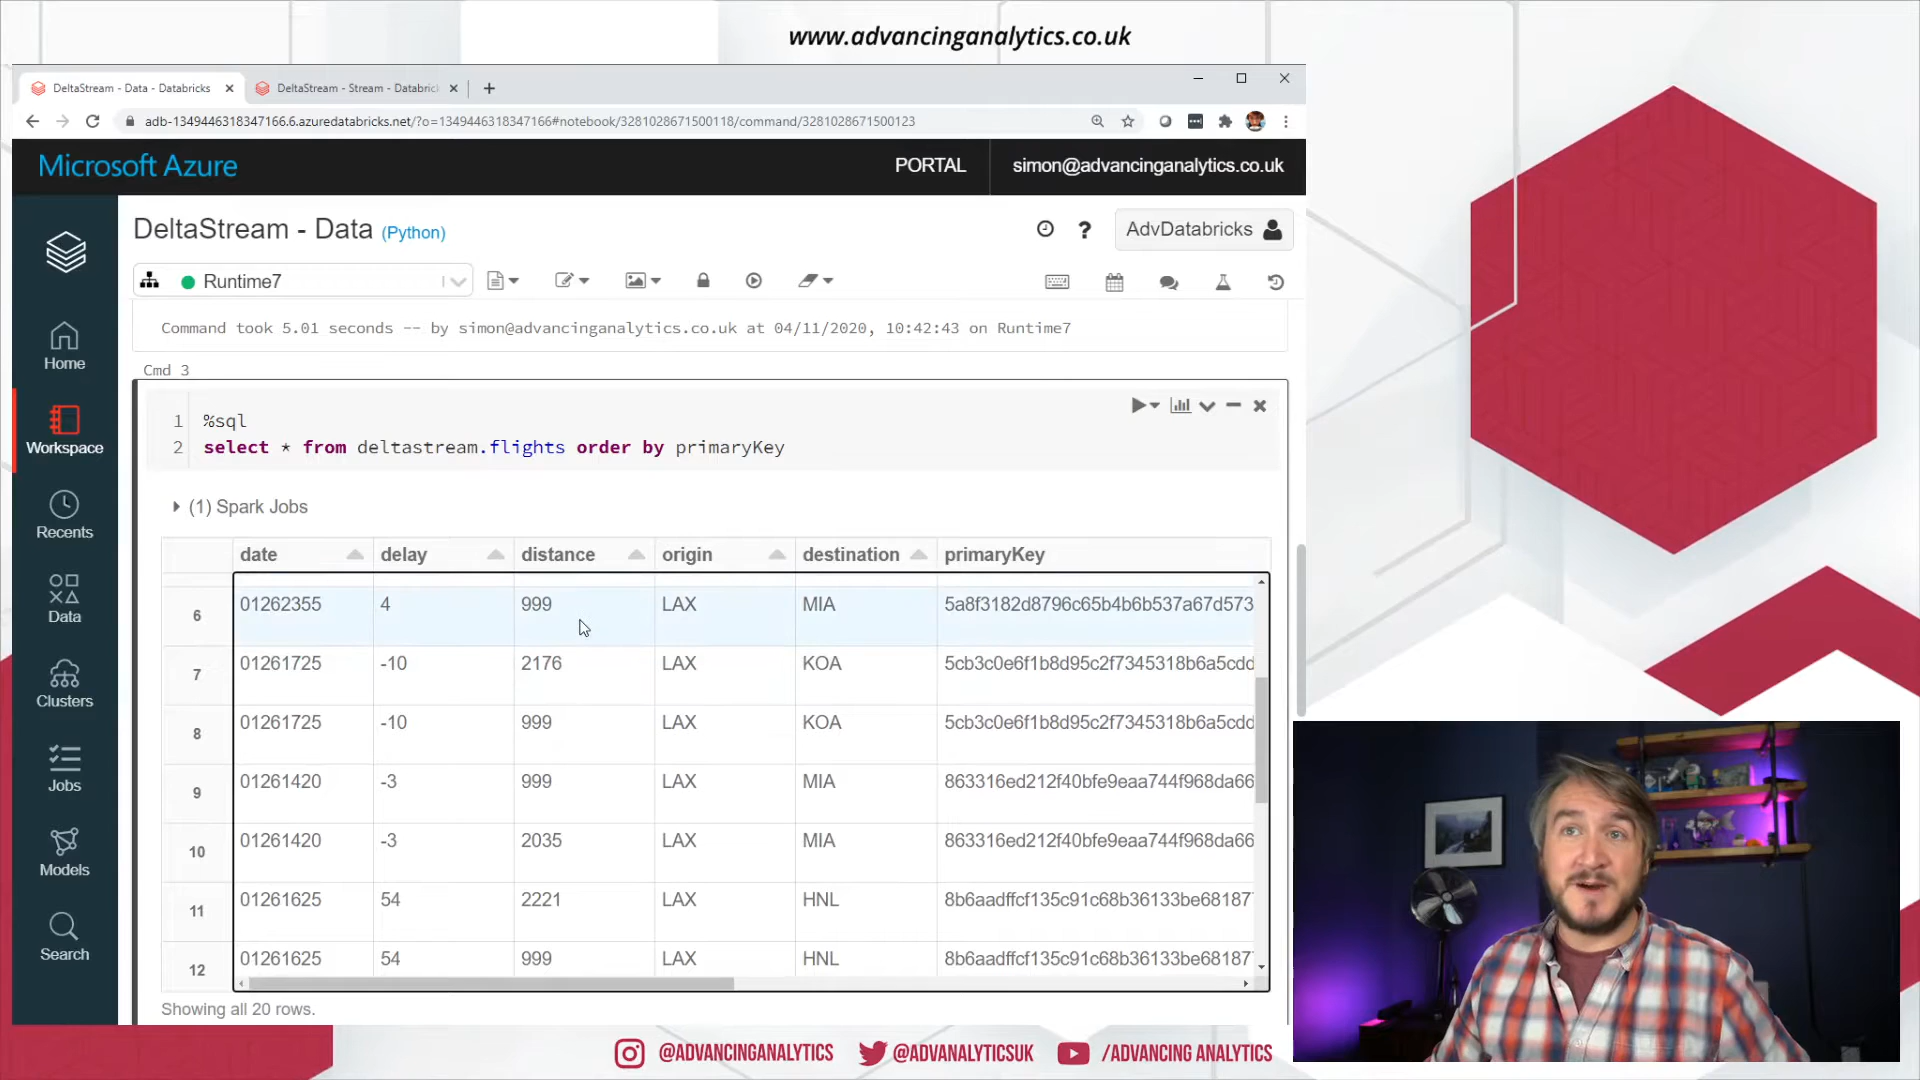 www.advancinganalytics.co.uk
DeltaStream - Data - Databricks
DeltaStream - Stream - Databric
adb-1349446318347166.6.azuredatabricks.net/?o=1349446318347166#notebook/3281028671500118/command/3281028671500123
Microsoft Azure
PORTAL
simon@advancinganalytics.co.uk
DeltaStream - Data (Python)
? AdvDatabricks
Runtime7
Command took 5.01 seconds -- by simon@advancinganalytics.co.uk at 04/11/2020, 10:42:43 on Runtime7
Home
Workspace
Recents
Data
Clusters
Jobs
Models
Search
Cmd 3
1 %sql
2 select * from deltastream.flights order by primaryKey
(1) Spark Jobs
date delay distance origin destination primaryKey
6 01262355 4 999 LAX MIA 5a8f3182d8796c65b4b6b537a67d573
7 01261725 -10 2176 LAX KOA 5cb3c0e6f1b8d95c2f7345318b6a5cdd
8 01261725 -10 999 LAX KOA 5cb3c0e6f1b8d95c2f7345318b6a5cdd
9 01261420 -3 999 LAX MIA 863316ed212f40bfe9eaa744f968da66
10 01261420 -3 2035 LAX MIA 863316ed212f40bfe9eaa744f968da66
11 01261625 54 2221 LAX HNL 8b6aadffcf135c91c68b36133be68187
12 01261625 54 999 LAX HNL 8b6aadffcf135c91c68b36133be68187
Showing all 20 rows.
@ADVANCINGANALYTICS
@ADVANALYTICSUK
/ADVANCING ANALYTICS